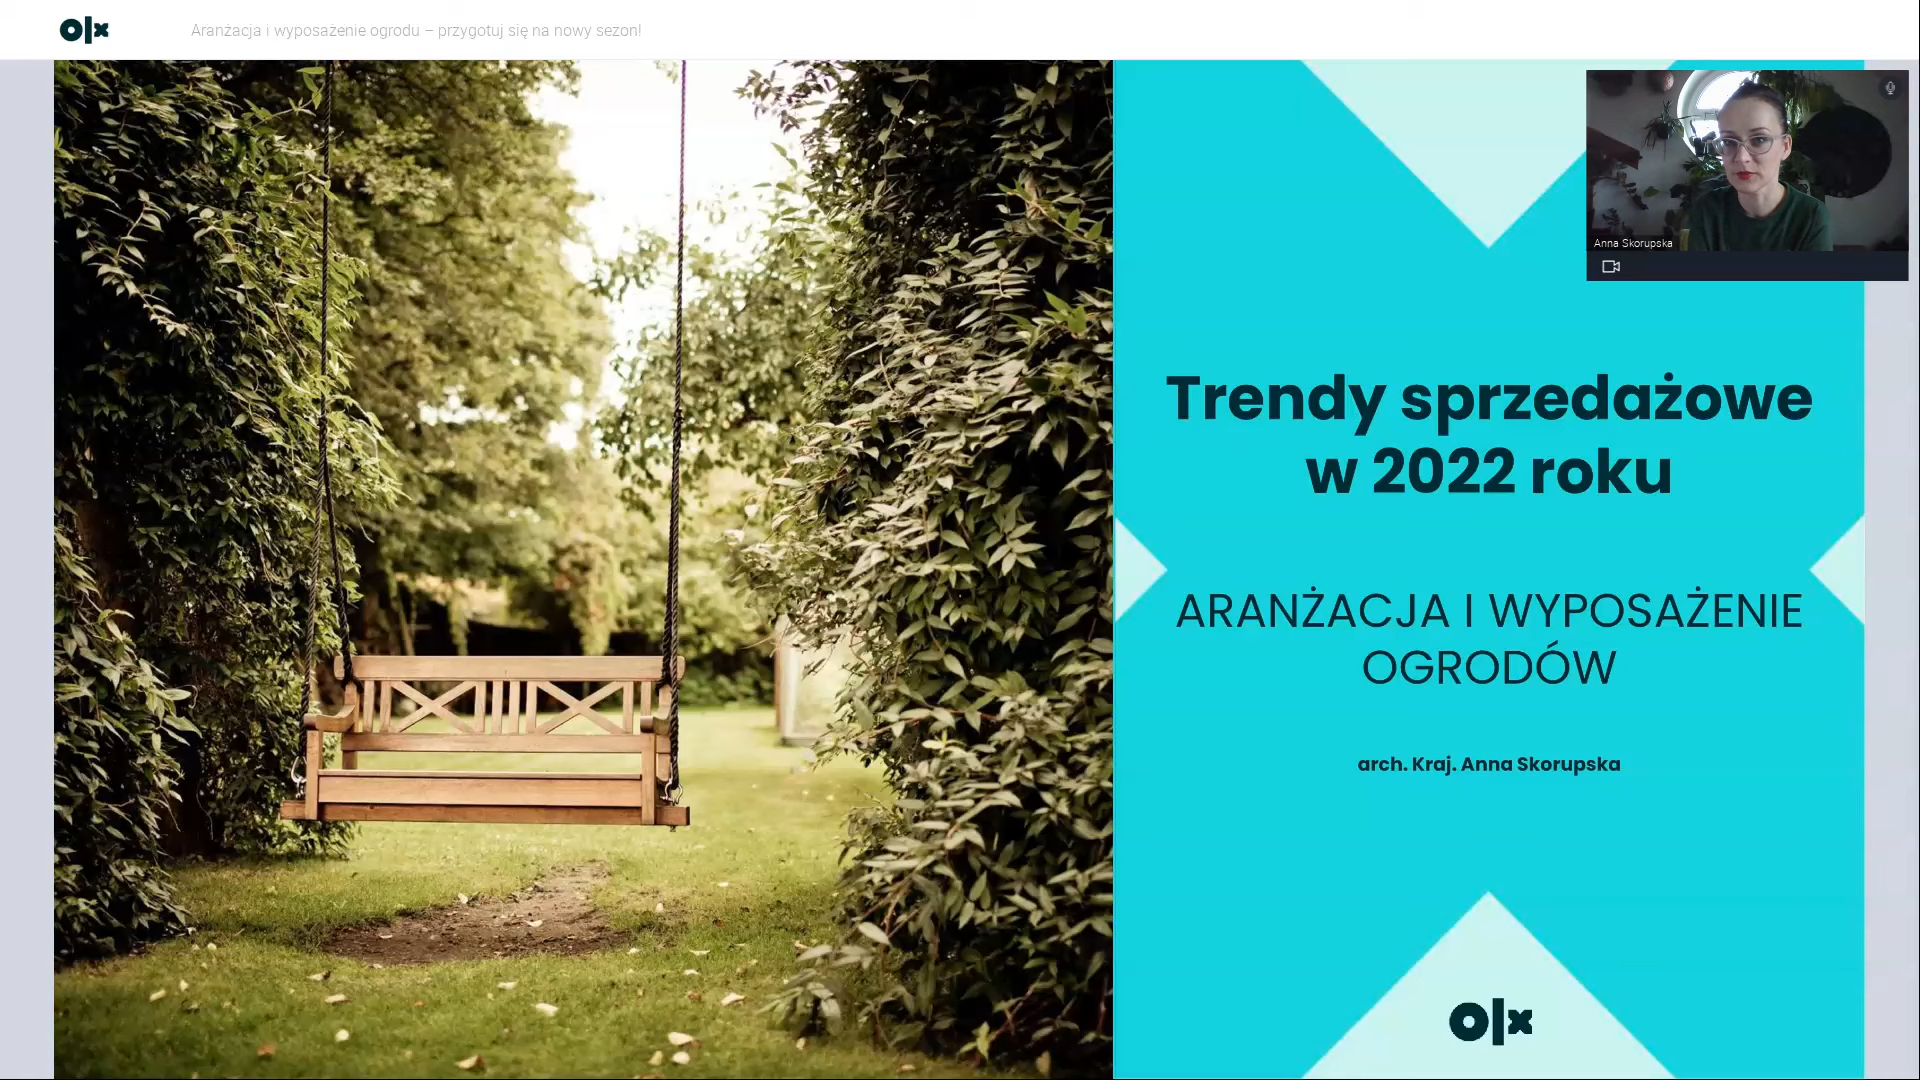 olx
Aranżacja i wyposażenie ogrodu – przygotuj się na nowy sezon!
Anna Skorupska
Trendy sprzedażowe
w 2022 roku
ARANŻACJA I WYPOSAŻENIE
OGRODÓW
arch. Kraj. Anna Skorupska
olx